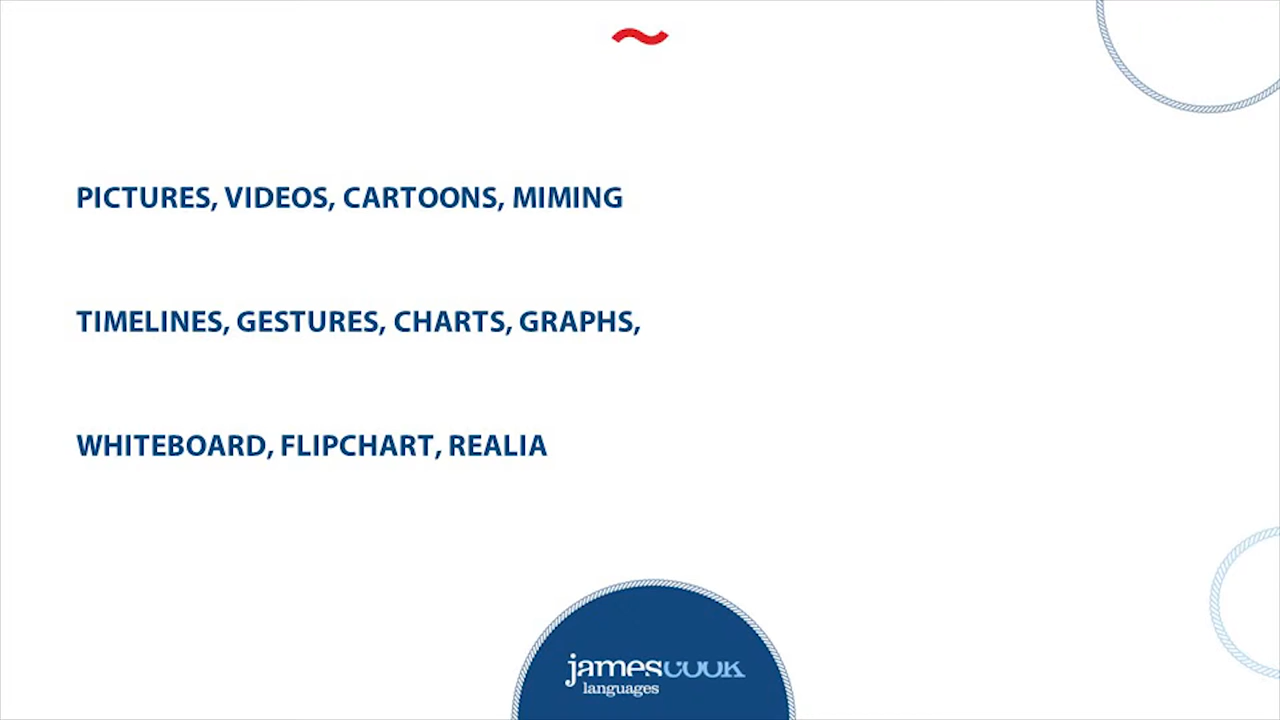 PICTURES, VIDEOS, CARTOONS, MIMING
TIMELINES, GESTURES, CHARTS, GRAPHS,
WHITEBOARD, FLIPCHART, REALIA
jamescook
languages